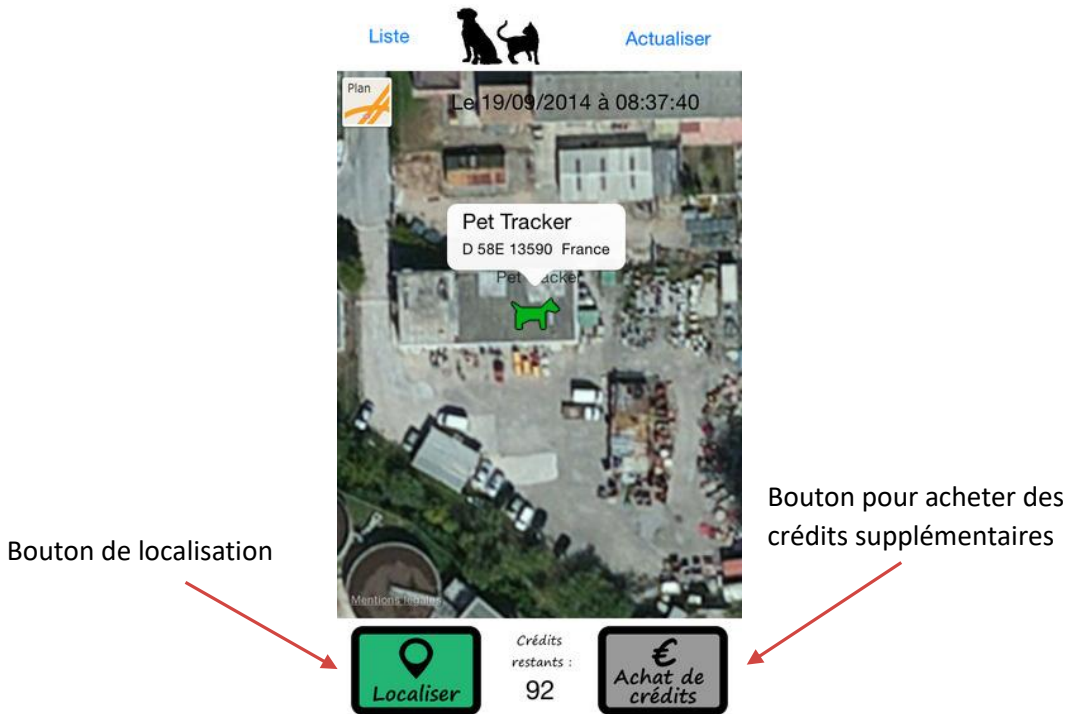 Liste
Actualiser
Plan
Le 19/09/2014 à 08:37:40
Pet Tracker
D 58E 13590 France
Pet Tracker
Bouton pour acheter des
crédits supplémentaires
Bouton de localisation
Mentions légales
Localiser
Crédits
restants :
92
€
Achat de
crédits